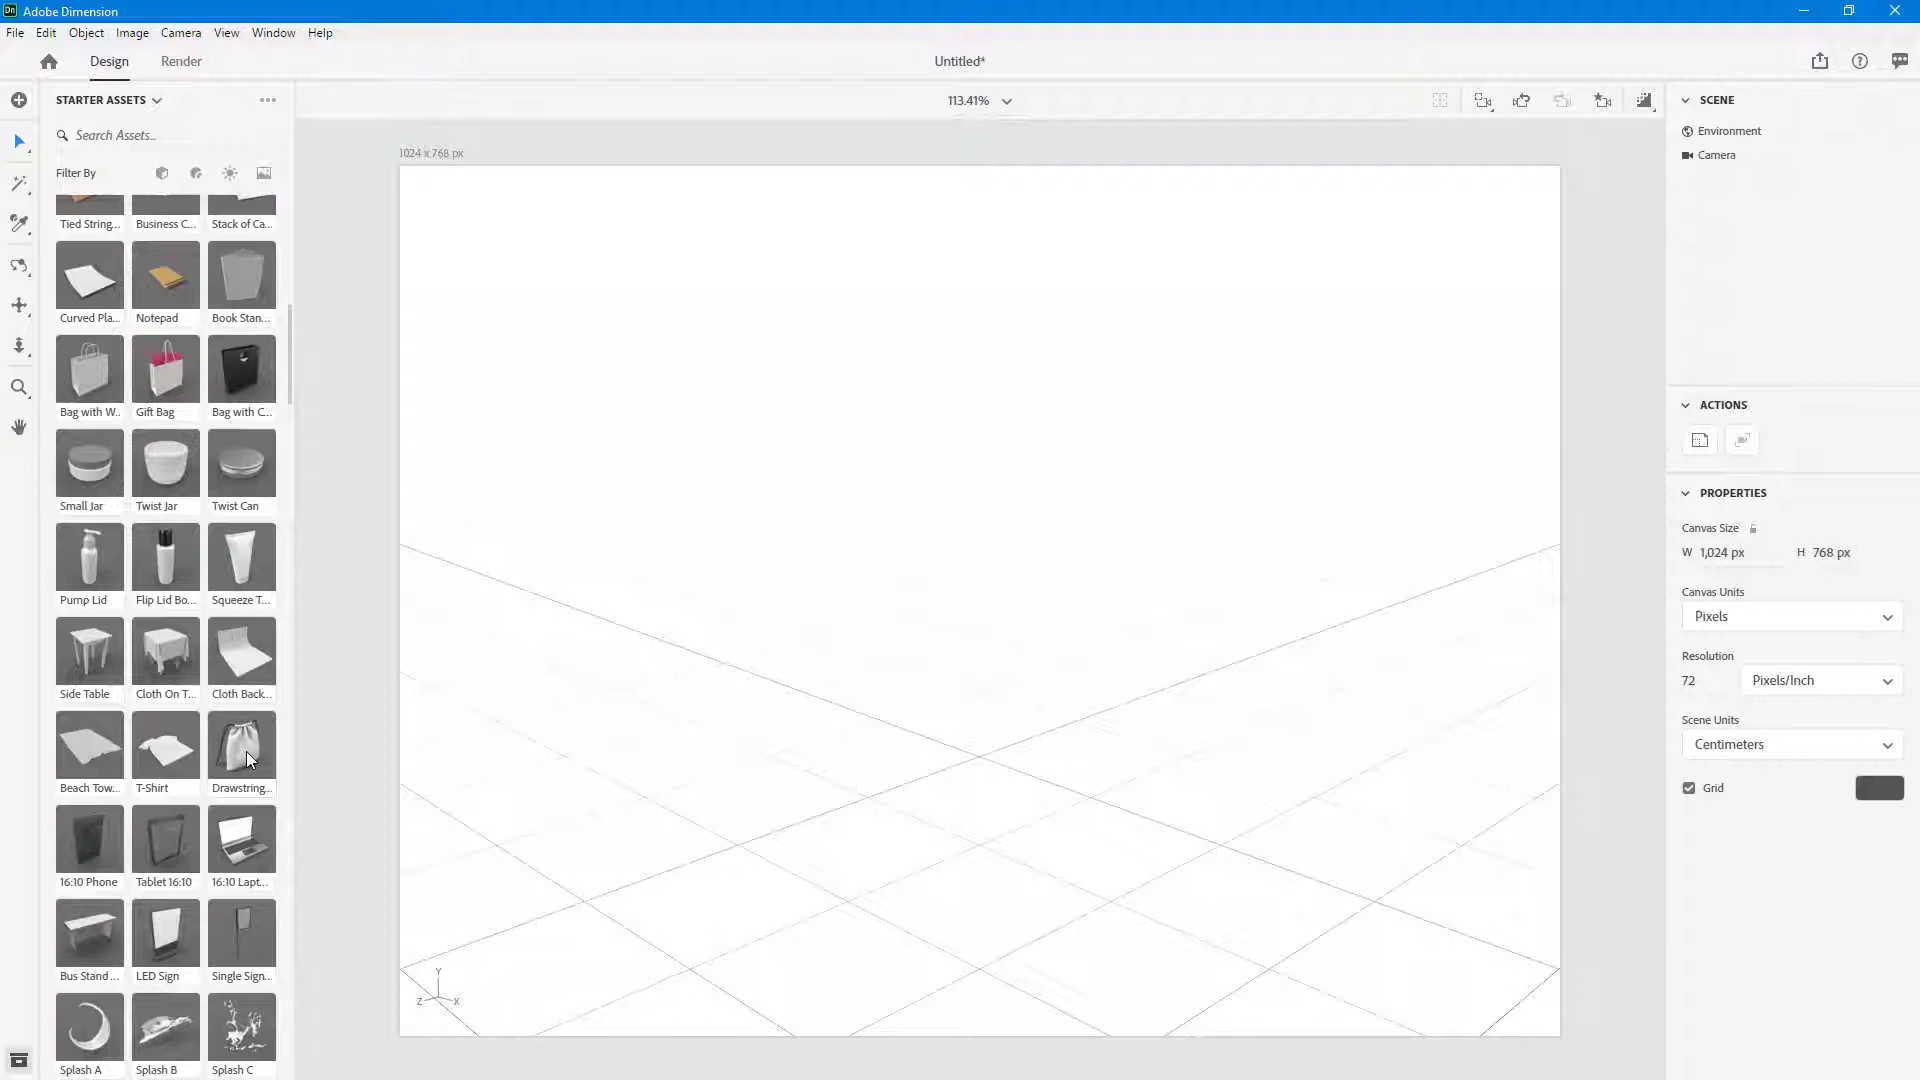 Dn Adobe Dimension
File Edit Object Image Camera View Window Help
Design Render Untitled*
STARTER ASSETS
Search Assets...
Filter By
Tied String... Business C... Stack of Ca...
Curved Pla... Notepad Book Stan...
Bag with W... Gift Bag Bag with C...
Small Jar Twist Jar Twist Can
Pump Lid Flip Lid Bo... Squeeze T...
Side Table Cloth On T... Cloth Back...
Beach Tow... T-Shirt Drawstring...
16:10 Phone Tablet 16:10 16:10 Lapt...
Bus Stand ... LED Sign Single Sign...
Splash A Splash B Splash C
113.41%
1024 x 768 px
Y
Z X
SCENE
Environment
Camera
ACTIONS
PROPERTIES
Canvas Size
W 1,024 px H 768 px
Canvas Units
Pixels
Resolution
72 Pixels/Inch
Scene Units
Centimeters
Grid